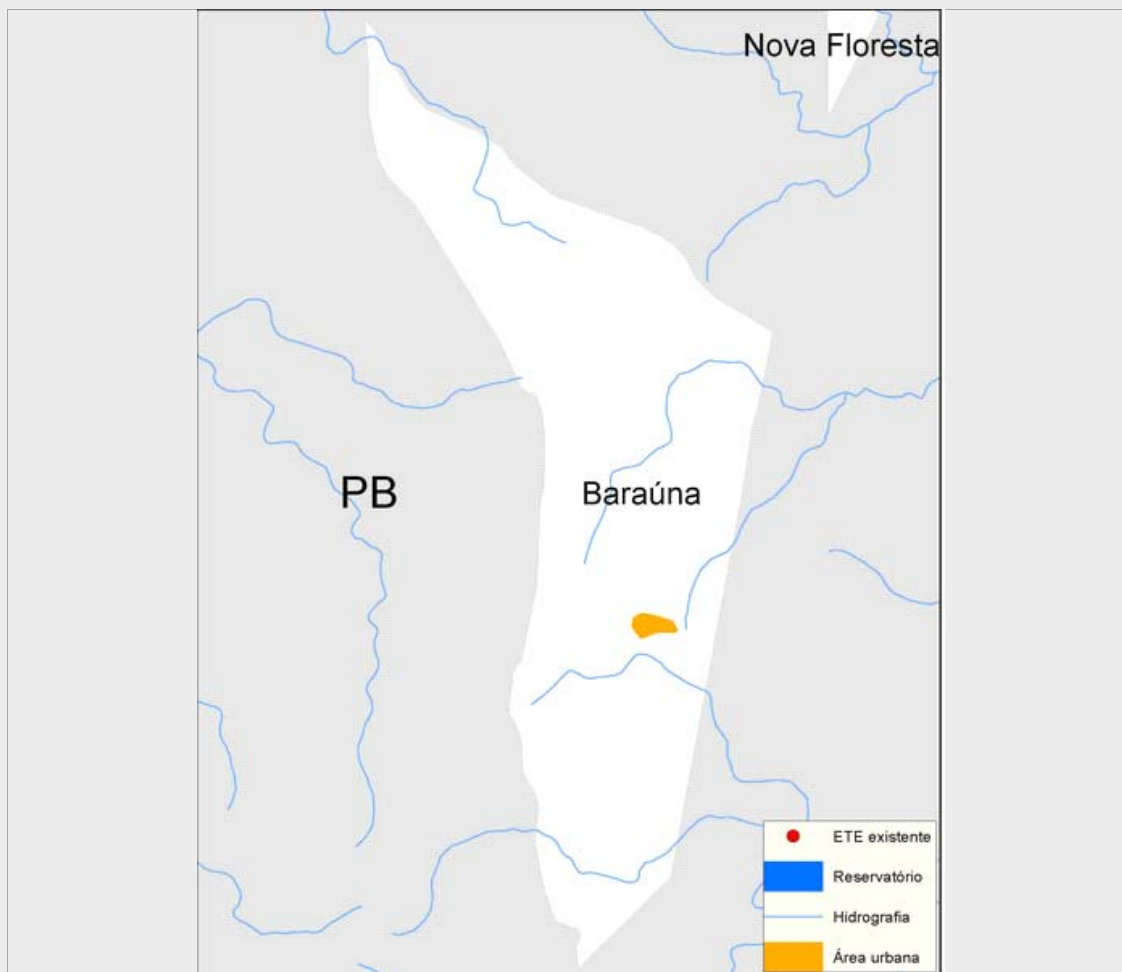 Nova Floresta
PB
Baraúna
ETE existente
Reservatório
Hidrografia
Área urbana